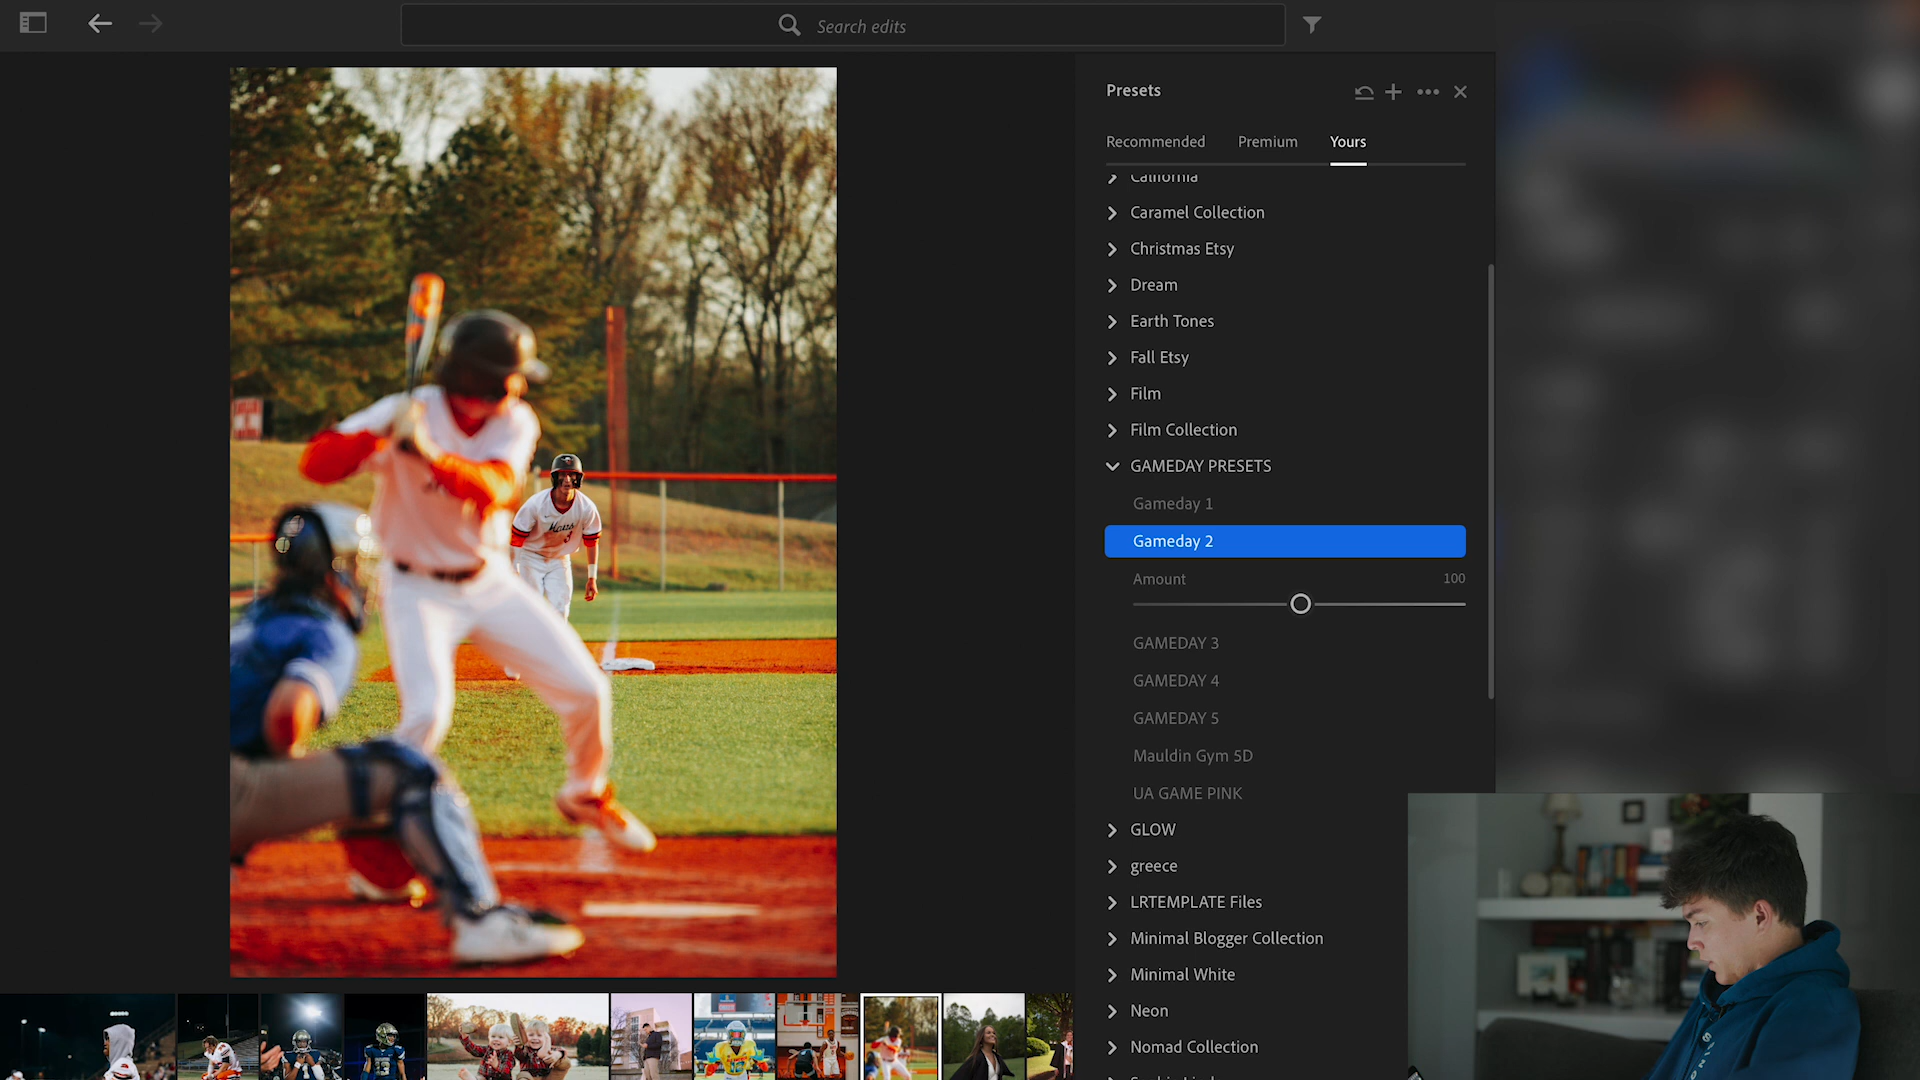 Search edits
Presets
Recommended Premium Yours
California
Caramel Collection
Christmas Etsy
Dream
Earth Tones
Fall Etsy
Film
Film Collection
GAMEDAY PRESETS
Gameday 1
Gameday 2
Amount 100
GAMEDAY 3
GAMEDAY 4
GAMEDAY 5
Mauldin Gym 5D
UA GAME PINK
GLOW
greece
LRTEMPLATE Files
Minimal Blogger Collection
Minimal White
Neon
Nomad Collection
3